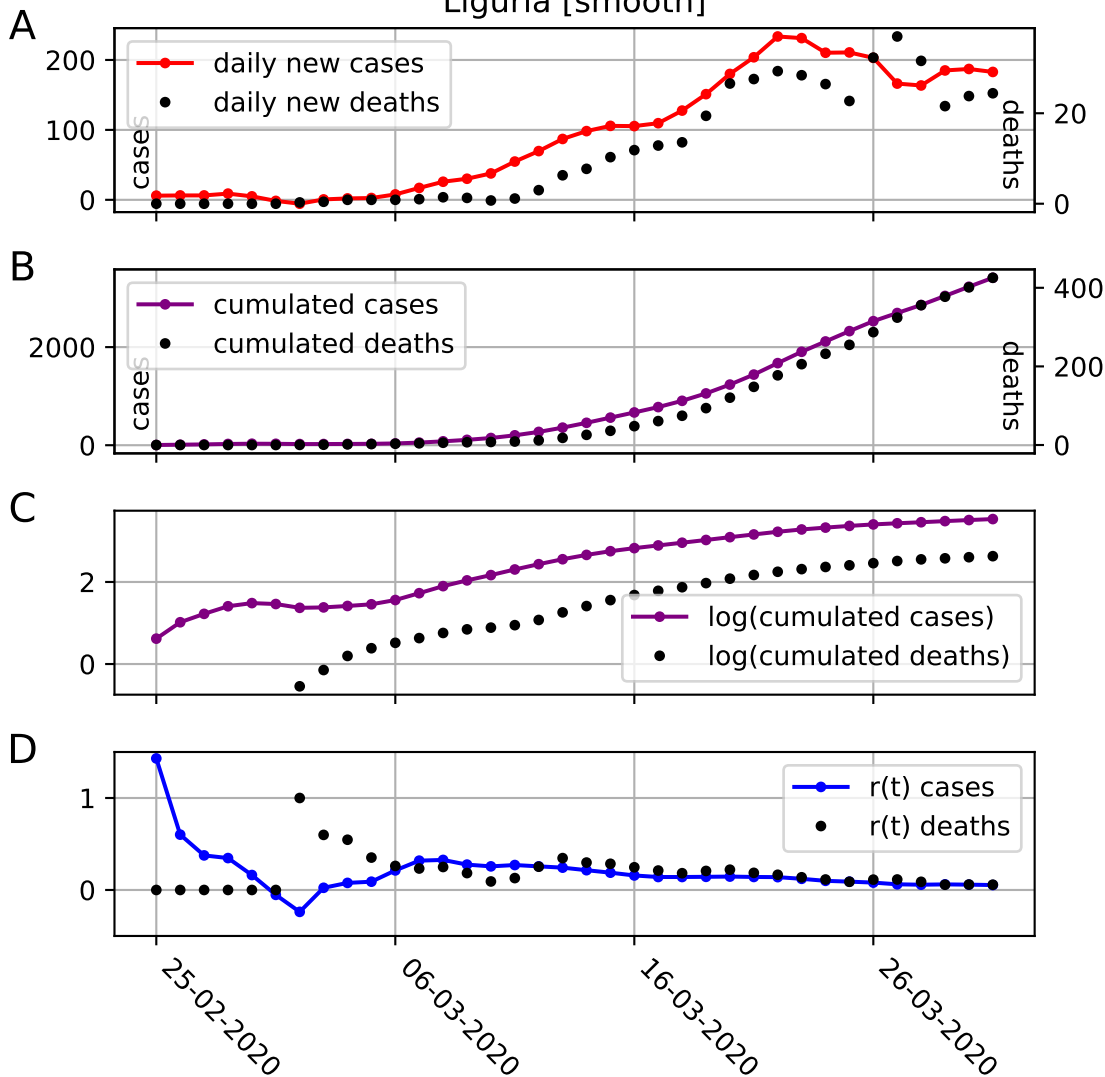 Liguria [smooth]
A
200
100
0
cases
daily new cases
daily new deaths
20
0
deaths
B
2000
0
cases
cumulated cases
cumulated deaths
400
200
0
deaths
C
2
0
log(cumulated cases)
log(cumulated deaths)
D
1
0
r(t) cases
r(t) deaths
25-02-2020
06-03-2020
16-03-2020
26-03-2020